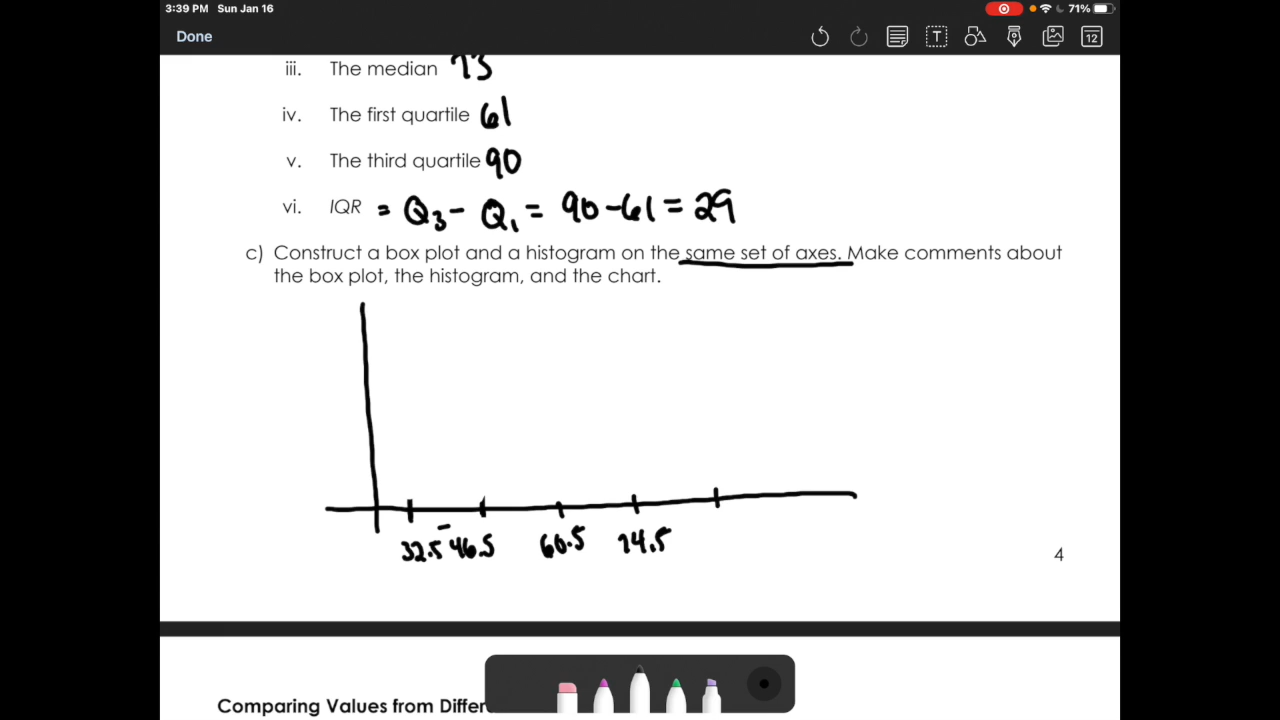 3:39 PM Sun Jan 16 71%
Done
12
iii. The median 73
iv. The first quartile 61
v. The third quartile 90
vi. IQR = Q3 - Q1 = 90 - 61 = 29
c) Construct a box plot and a histogram on the same set of axes. Make comments about
the box plot, the histogram, and the chart.
32.5 46.5 60.5 74.5
4
Comparing Values from